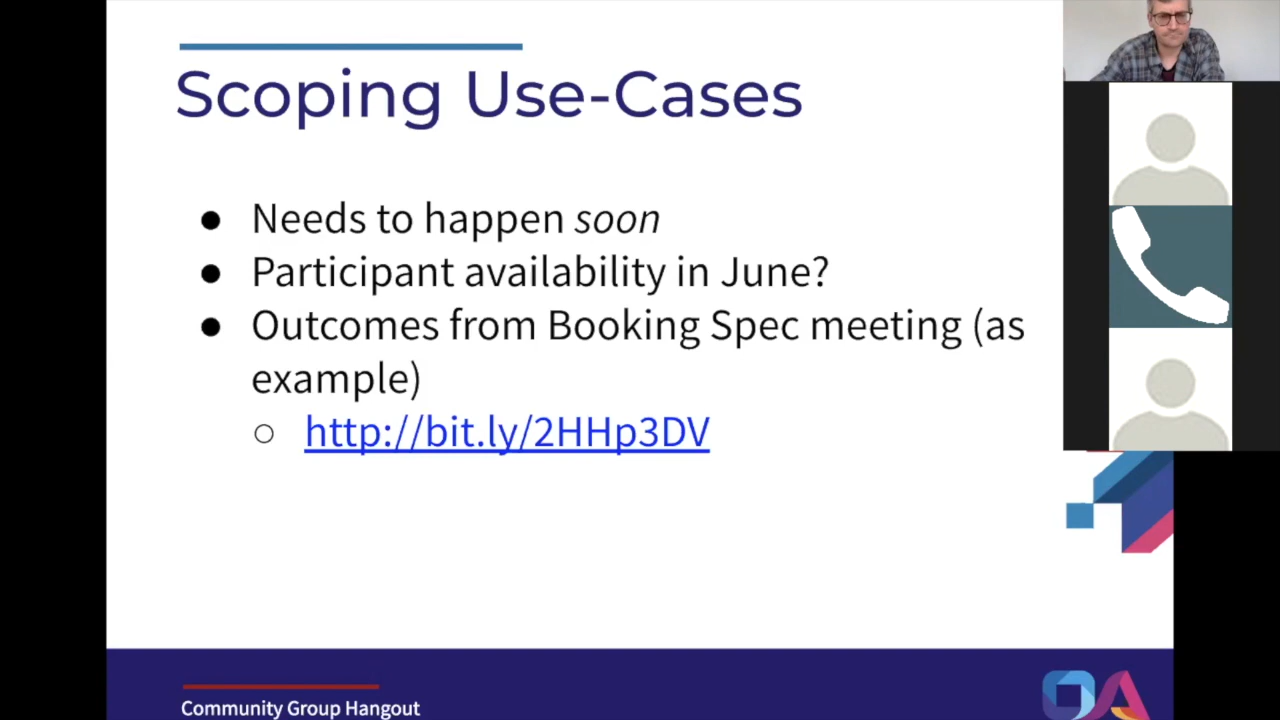 Scoping Use-Cases
● Needs to happen soon
● Participant availability in June?
● Outcomes from Booking Spec meeting (as
example)
○ http://bit.ly/2HHp3DV
Community Group Hangout
OA